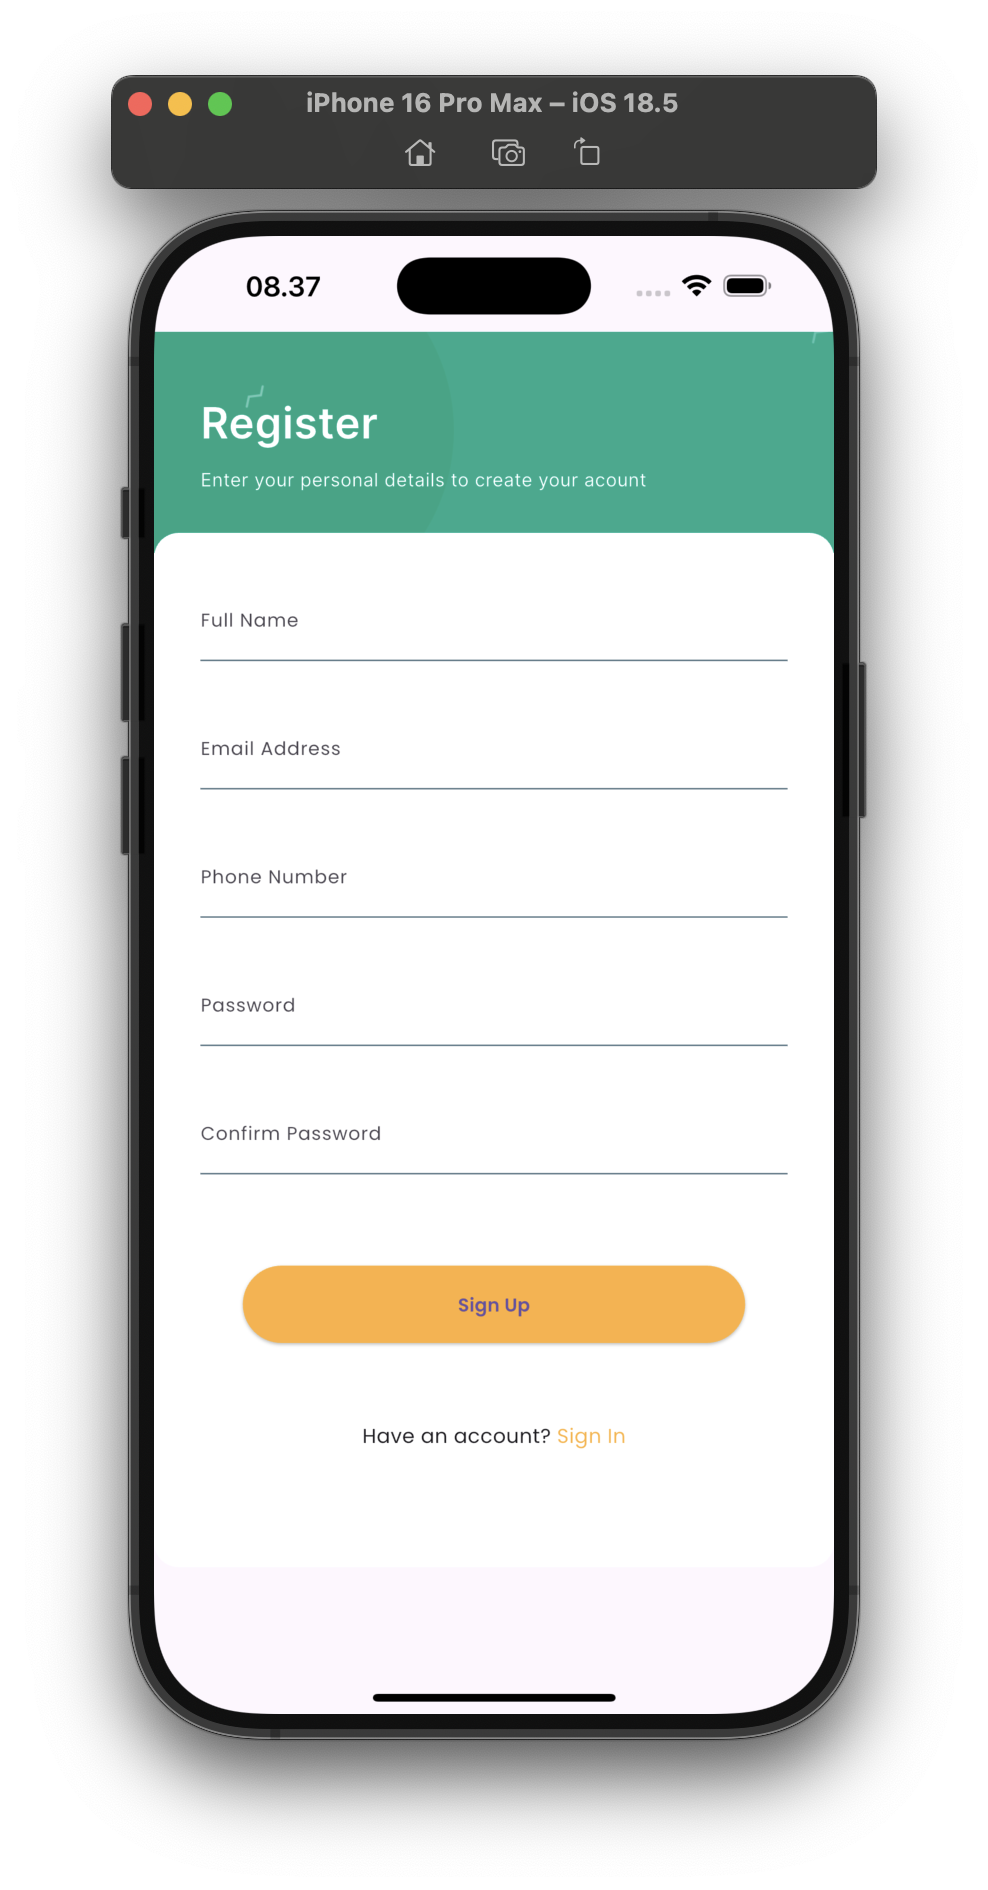 iPhone 16 Pro Max – iOS 18.5
08.37
Register
Enter your personal details to create your acount
Full Name
Email Address
Phone Number
Password
Confirm Password
Sign Up
Have an account? Sign In